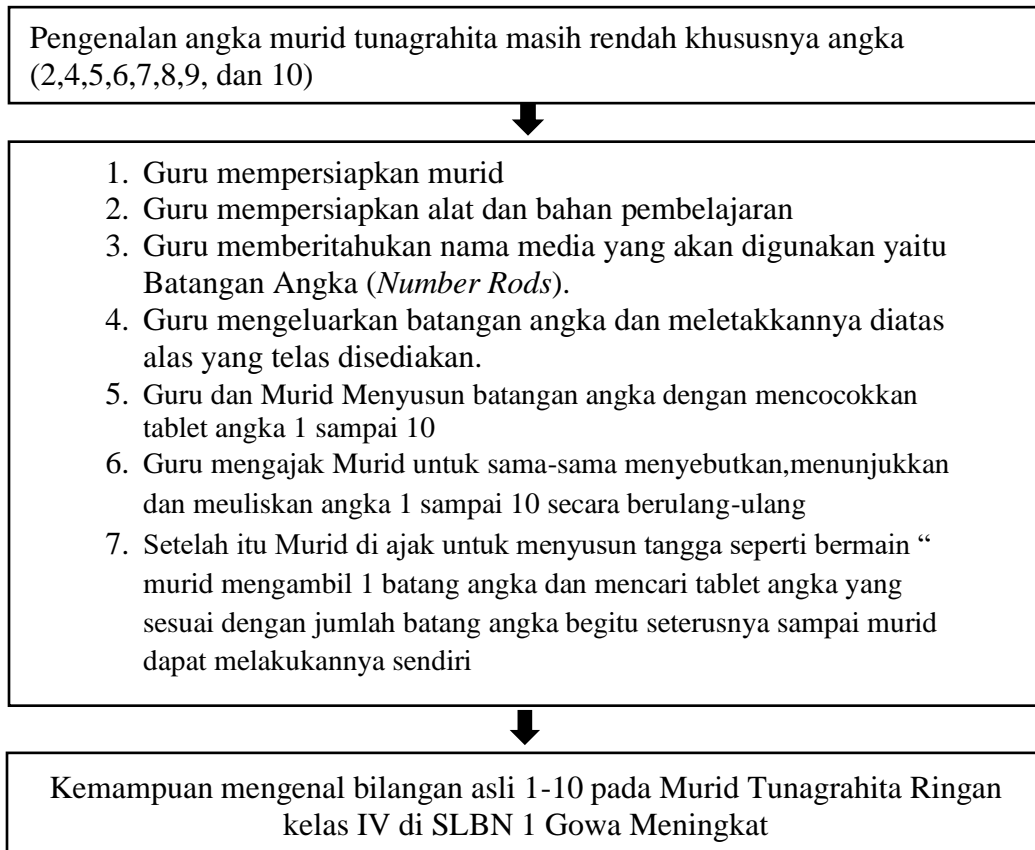 Pengenalan angka murid tunagrahita masih rendah khususnya angka
(2,4,5,6,7,8,9, dan 10)
1. Guru mempersiapkan murid
2. Guru mempersiapkan alat dan bahan pembelajaran
3. Guru memberitahukan nama media yang akan digunakan yaitu
Batangan Angka (Number Rods).
4. Guru mengeluarkan batangan angka dan meletakkannya diatas
alas yang telas disediakan.
5. Guru dan Murid Menyusun batangan angka dengan mencocokkan
tablet angka 1 sampai 10
6. Guru mengajak Murid untuk sama-sama menyebutkan,menunjukkan
dan meuliskan angka 1 sampai 10 secara berulang-ulang
7. Setelah itu Murid di ajak untuk menyusun tangga seperti bermain “
murid mengambil 1 batang angka dan mencari tablet angka yang
sesuai dengan jumlah batang angka begitu seterusnya sampai murid
dapat melakukannya sendiri
Kemampuan mengenal bilangan asli 1-10 pada Murid Tunagrahita Ringan
kelas IV di SLBN 1 Gowa Meningkat